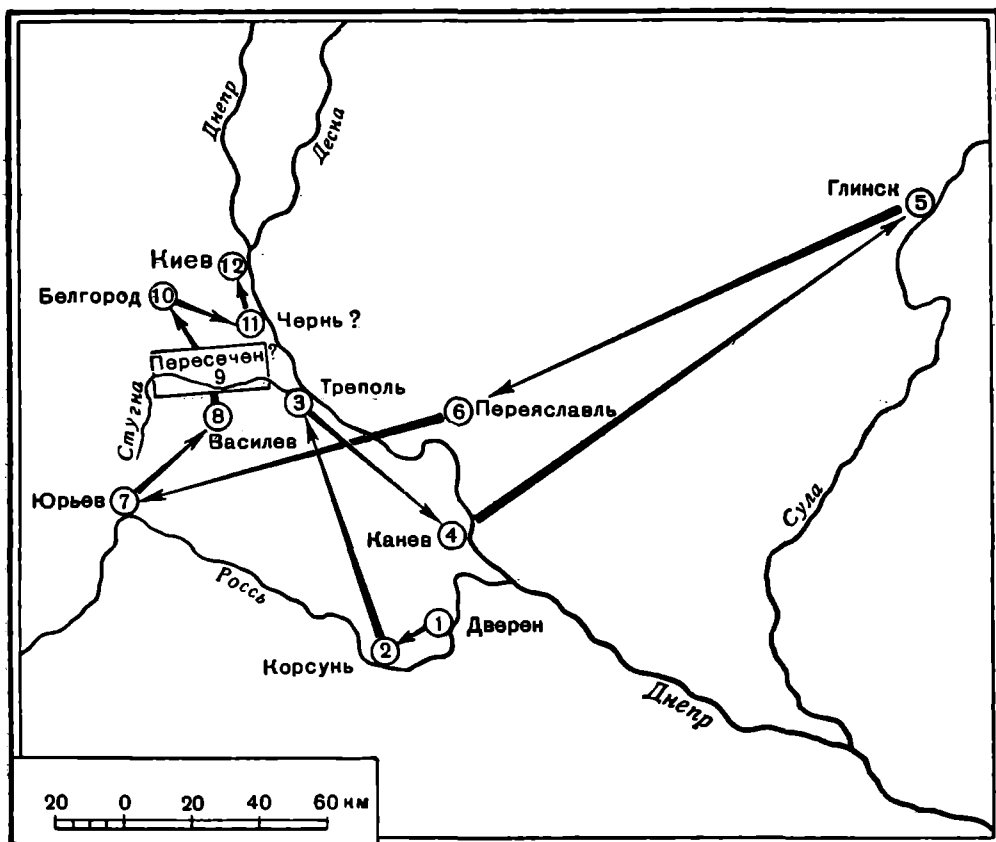 Днепр
Десна
Глинск 5
Киев 12
Белгород 10
11 Чернь ?
Пересечен ?
9
3 Треполь
Стугна
8
Василев
6 Переяславль
Юрьев 7
Канев 4
Сула
Россь
1 Дверен
2
Корсунь
Днепр
20 0 20 40 60 км